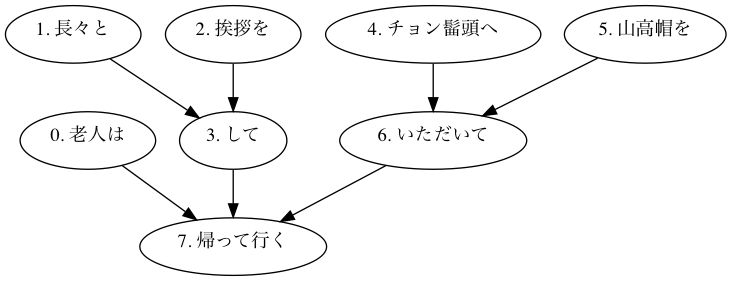 1. 長々と
2. 挨拶を
4. チョン髷頭へ
5. 山高帽を
0. 老人は
3. して
6. いただいて
7. 帰って行く